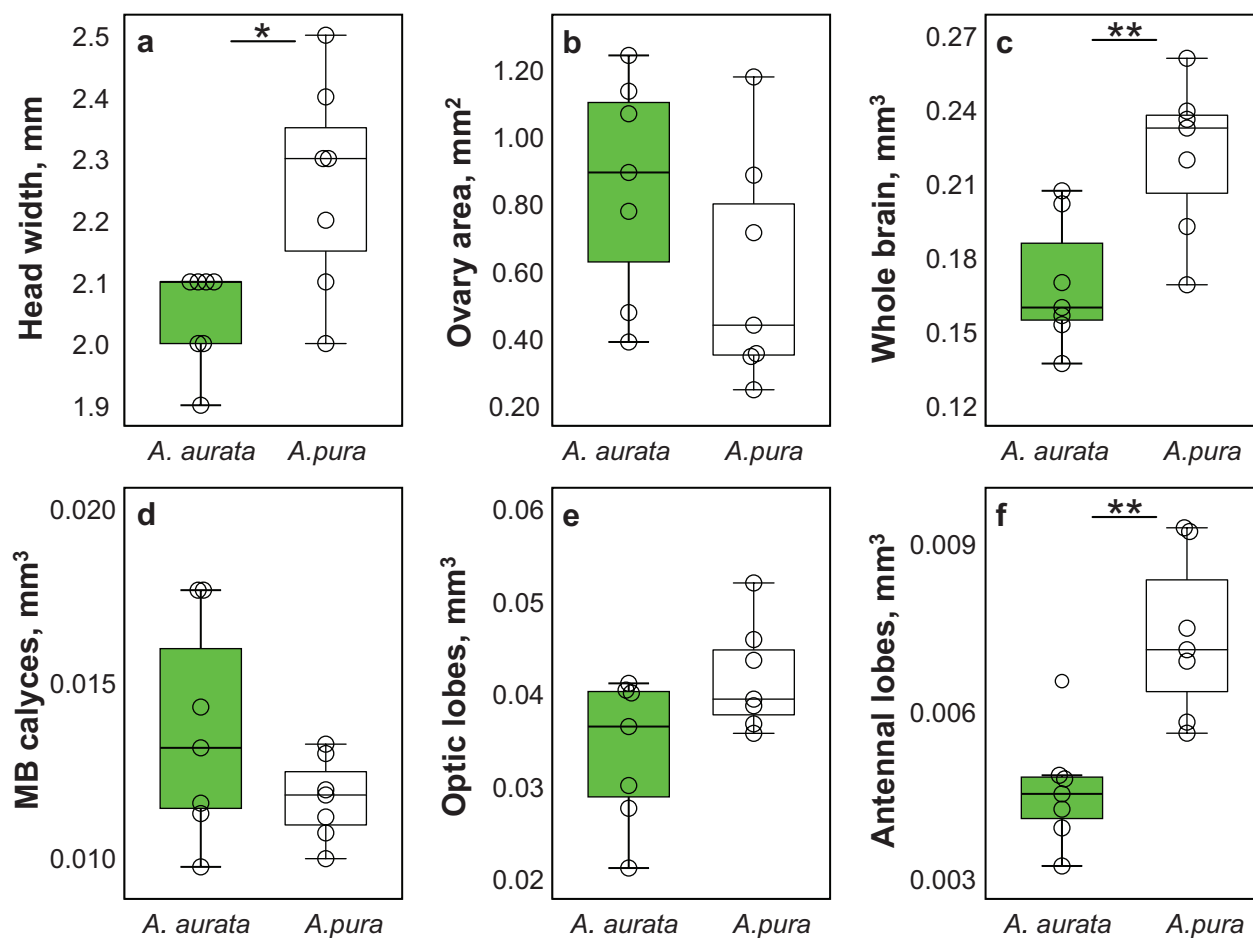 a
*
Head width, mm
2.5
2.4
2.3
2.2
2.1
2.0
1.9
A. aurata
A.pura
b
Ovary area, mm²
1.20
1.00
0.80
0.60
0.40
0.20
A. aurata
A.pura
c
**
Whole brain, mm³
0.27
0.24
0.21
0.18
0.15
0.12
A. aurata
A.pura
d
MB calyces, mm³
0.020
0.015
0.010
A. aurata
A.pura
e
Optic lobes, mm³
0.06
0.05
0.04
0.03
0.02
A. aurata
A.pura
f
**
Antennal lobes, mm³
0.009
0.006
0.003
A. aurata
A.pura